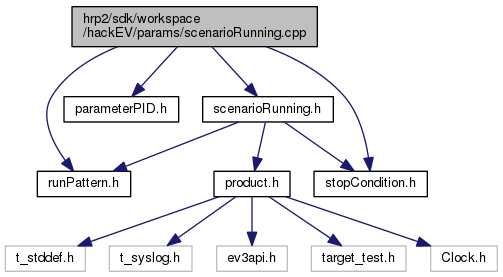 hrp2/sdk/workspace
/hackEV/params/scenarioRunning.cpp
parameterPID.h
scenarioRunning.h
runPattern.h
product.h
stopCondition.h
t_stddef.h
t_syslog.h
ev3api.h
target_test.h
Clock.h